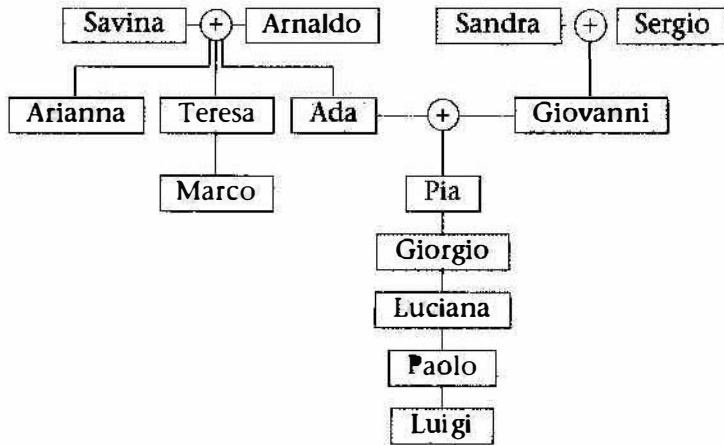 Savina + Arnaldo Sandra + Sergio
Arianna Teresa Ada + Giovanni
Marco Pia
Giorgio
Luciana
Paolo
Luigi